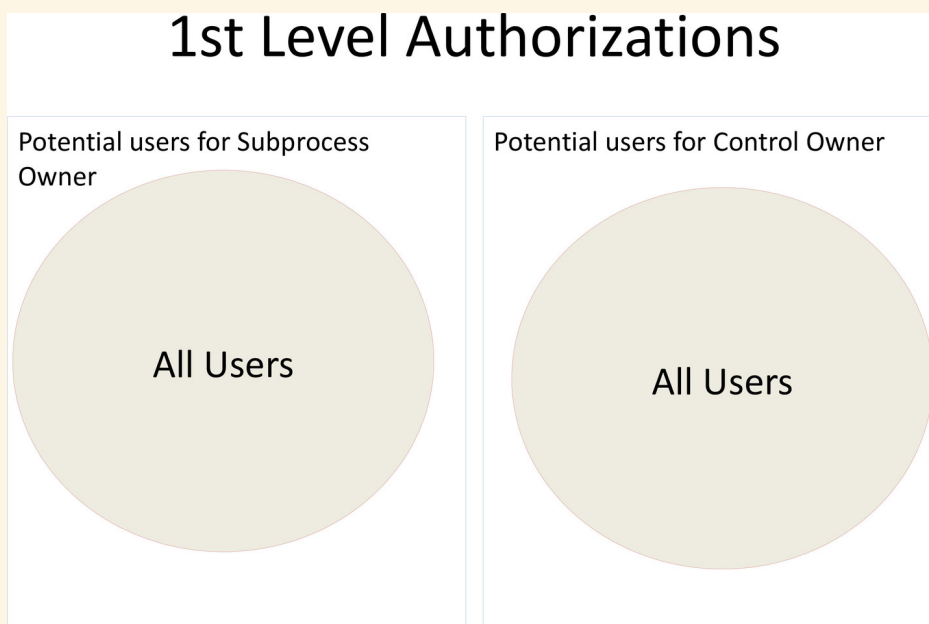 1st Level Authorizations
Potential users for Subprocess
Owner
All Users
Potential users for Control Owner
All Users